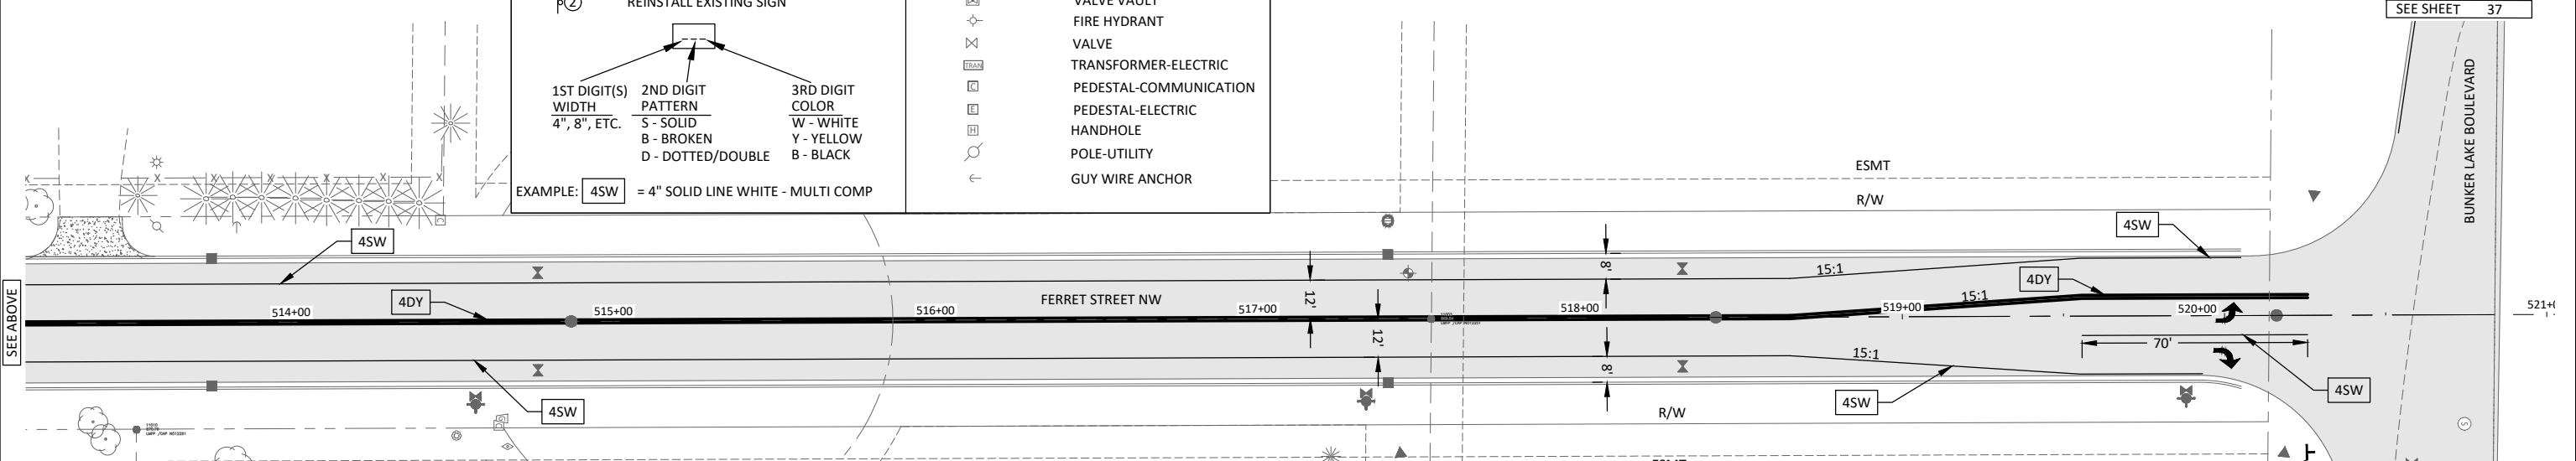 2
REINSTALL EXISTING SIGN
1ST DIGIT(S)
WIDTH
4", 8", ETC.
2ND DIGIT
PATTERN
S - SOLID
B - BROKEN
D - DOTTED/DOUBLE
3RD DIGIT
COLOR
W - WHITE
Y - YELLOW
B - BLACK
EXAMPLE: 4SW = 4" SOLID LINE WHITE - MULTI COMP
VALVE VAULT
FIRE HYDRANT
VALVE
TRAN TRANSFORMER-ELECTRIC
C PEDESTAL-COMMUNICATION
E PEDESTAL-ELECTRIC
H HANDHOLE
POLE-UTILITY
GUY WIRE ANCHOR
SEE SHEET 37
BUNKER LAKE BOULEVARD
ESMT
R/W
4SW
4SW
8'
15:1
4DY
4DY
12'
FERRET STREET NW
15:1
514+00
515+00
516+00
517+00
518+00
519+00
520+00
SEE ABOVE
12'
70'
15:1
8'
4SW
4SW
4SW
R/W
S